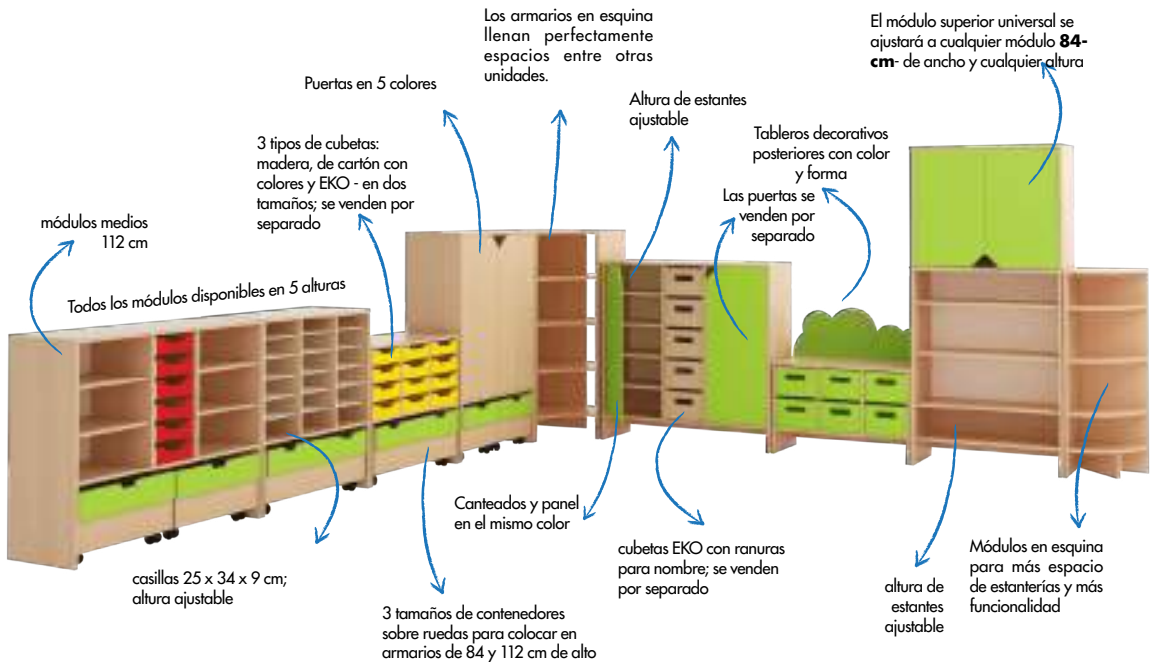 Los armarios en esquina
llenan perfectamente
espacios entre otras
unidades.
El módulo superior universal se
ajustará a cualquier módulo 84-
cm- de ancho y cualquier altura
Puertas en 5 colores
Altura de estantes
ajustable
3 tipos de cubetas:
madera, de cartón con
colores y EKO - en dos
tamaños; se venden por
separado
Tableros decorativos
posteriores con color
y forma
Las puertas se
venden por
separado
módulos medios
112 cm
Todos los módulos disponibles en 5 alturas
Canteados y panel
en el mismo color
casillas 25 x 34 x 9 cm;
altura ajustable
3 tamaños de contenedores
sobre ruedas para colocar en
armarios de 84 y 112 cm de alto
cubetas EKO con ranuras
para nombre; se venden
por separado
altura de
estantes
ajustable
Módulos en esquina
para más espacio
de estanterías y más
funcionalidad